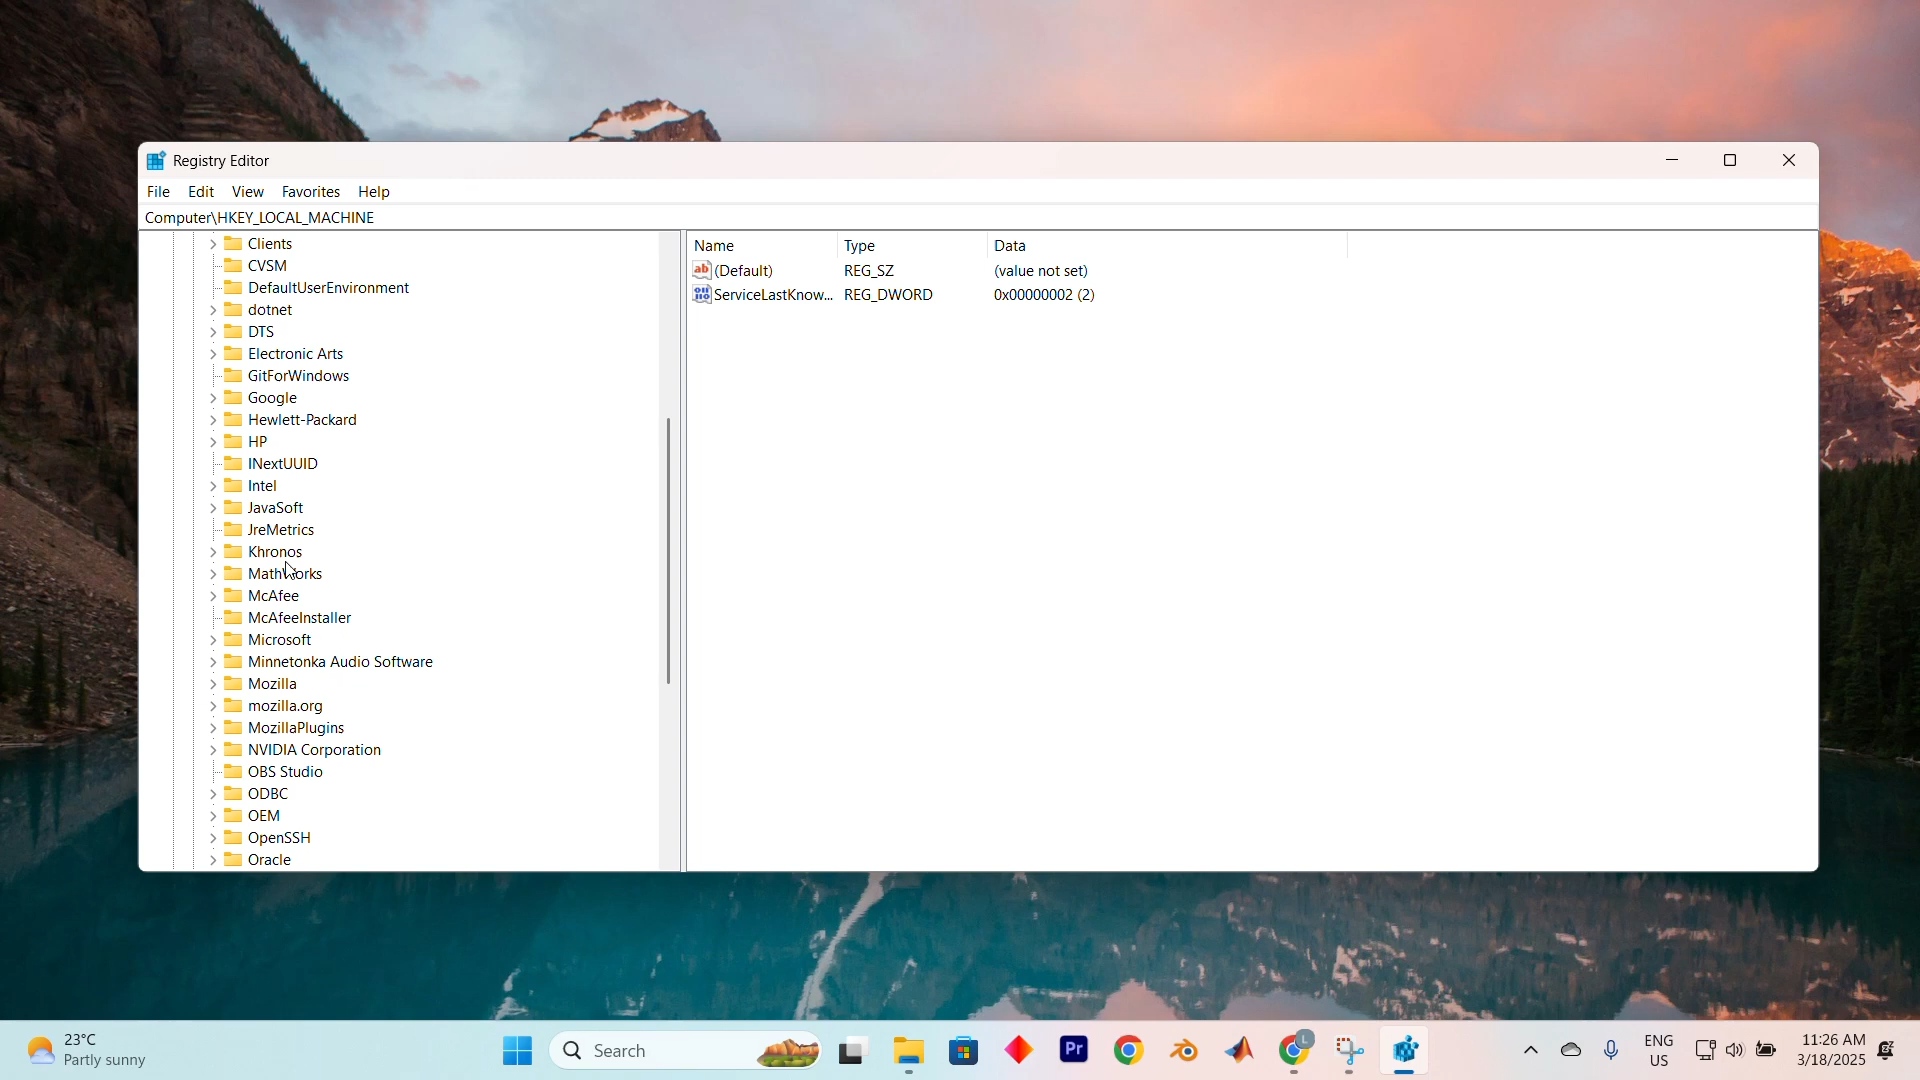 Registry Editor
File Edit View Favorites Help
Computer\HKEY_LOCAL_MACHINE
Clients
CVSM
DefaultUserEnvironment
dotnet
DTS
Electronic Arts
GitForWindows
Google
Hewlett-Packard
HP
INextUUID
Intel
JavaSoft
JreMetrics
Khronos
MathWorks
McAfee
McAfeeInstaller
Microsoft
Minnetonka Audio Software
Mozilla
mozilla.org
MozillaPlugins
NVIDIA Corporation
OBS Studio
ODBC
OEM
OpenSSH
Oracle
Name Type Data
(Default) REG_SZ (value not set)
ServiceLastKnow... REG_DWORD 0x00000002 (2)
23°C
Partly sunny
Search
Pr
L
ENG
US
11:26 AM
3/18/2025